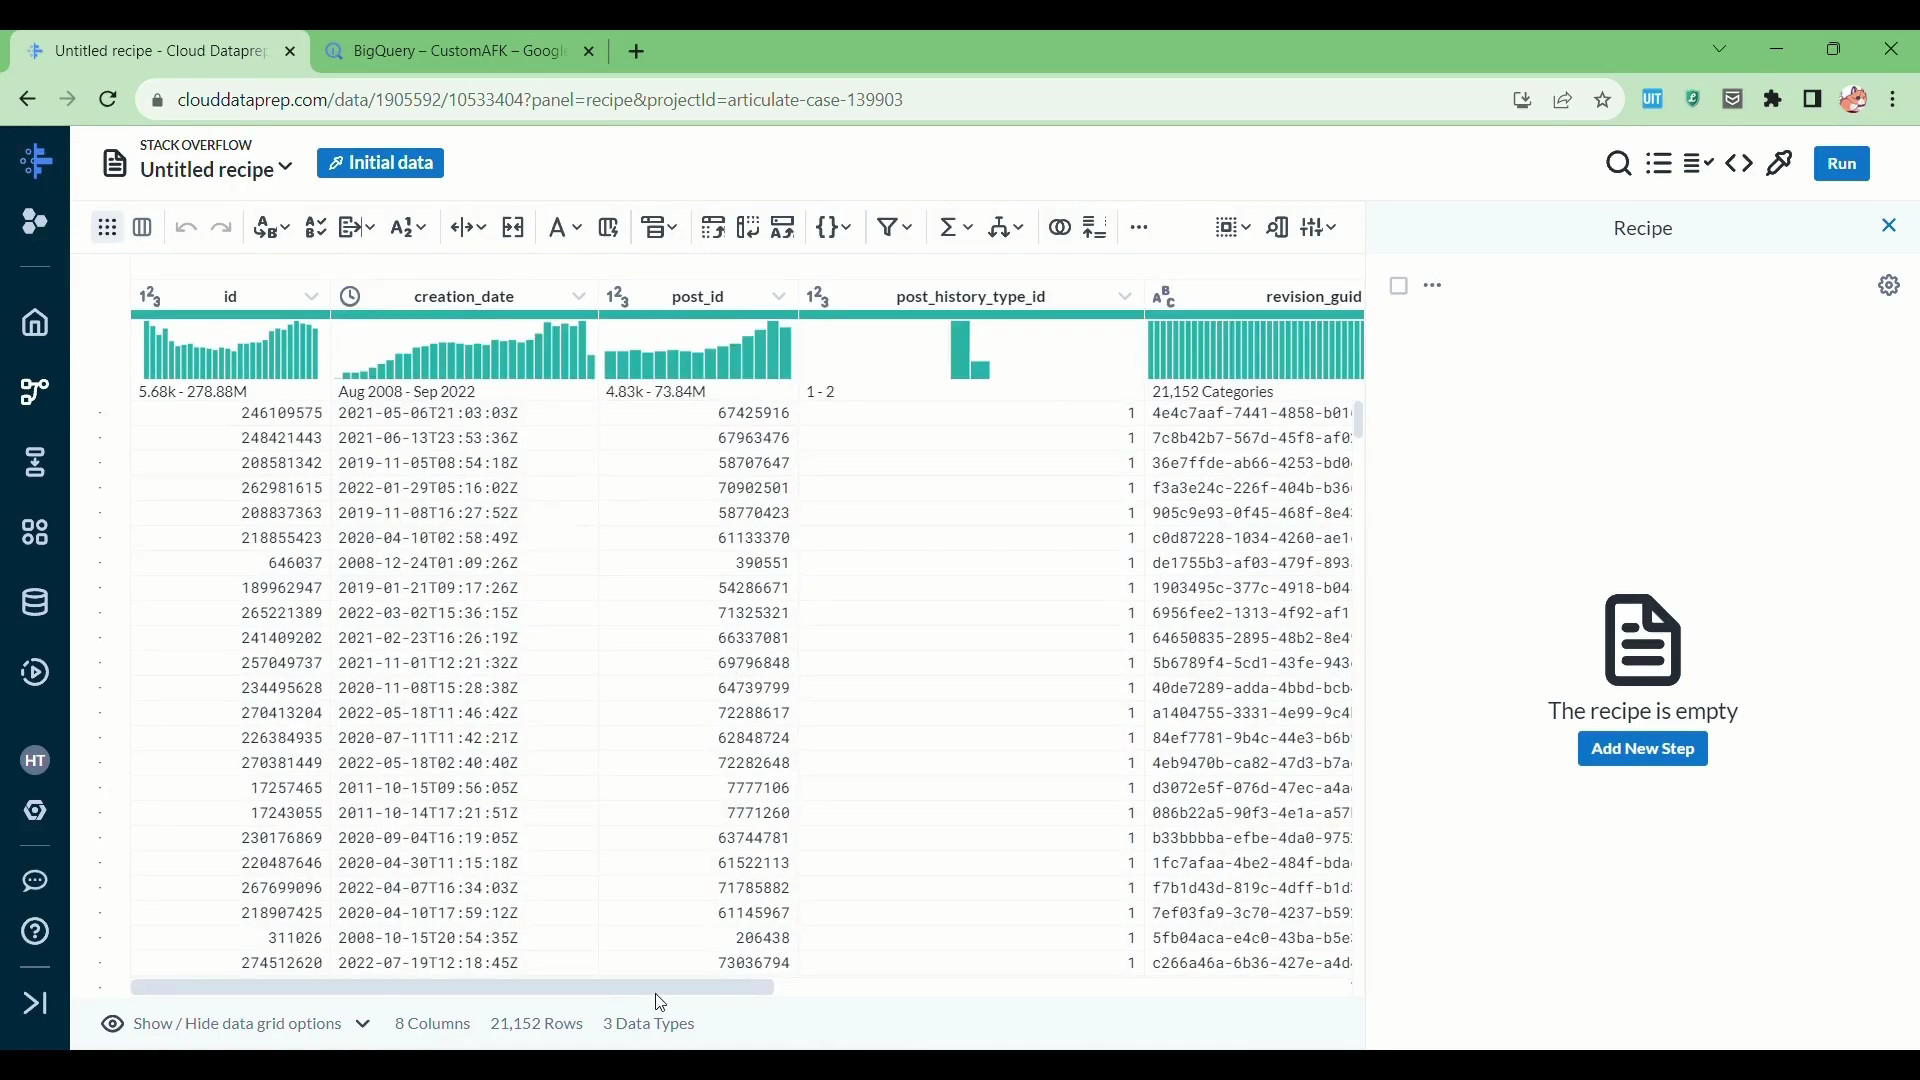 Untitled recipe - Cloud Dataprep
BigQuery – CustomAFK – Google
clouddataprep.com/data/1905592/10533404?panel=recipe&projectId=articulate-case-139903
UIT
STACK OVERFLOW
Untitled recipe
Initial data
Run
Recipe
id
creation_date
post_id
post_history_type_id
revision_guid
5.68k - 278.88M
Aug 2008 - Sep 2022
4.83k - 73.84M
1 - 2
21,152 Categories
246109575 2021-05-06T21:03:03Z 67425916 1 4e4c7aaf-7441-4858-b01
248421443 2021-06-13T23:53:36Z 67963476 1 7c8b42b7-567d-45f8-af0
208581342 2019-11-05T08:54:18Z 58707647 1 36e7ffde-ab66-4253-bd0
262981615 2022-01-29T05:16:02Z 70902501 1 f3a3e24c-226f-404b-b36
208837363 2019-11-08T16:27:52Z 58770423 1 905c9e93-0f45-468f-8e4
218855423 2020-04-10T02:58:49Z 61133370 1 c0d87228-1034-4260-ae1
646037 2008-12-24T01:09:26Z 390551 1 de1755b3-af03-479f-893
189962947 2019-01-21T09:17:26Z 54286671 1 1903495c-377c-4918-b04
265221389 2022-03-02T15:36:15Z 71325321 1 6956fee2-1313-4f92-af1
241409202 2021-02-23T16:26:19Z 66337081 1 64650835-2895-48b2-8e4
257049737 2021-11-01T12:21:32Z 69796848 1 5b6789f4-5cd1-43fe-943
234495628 2020-11-08T15:28:38Z 64739799 1 40de7289-adda-4bbd-bcb
270413204 2022-05-18T11:46:42Z 72288617 1 a1404755-3331-4e99-9c4
226384935 2020-07-11T11:42:21Z 62848724 1 84ef7781-9b4c-44e3-b6b
270381449 2022-05-18T02:40:40Z 72282648 1 4eb9470b-ca82-47d3-b7a
17257465 2011-10-15T09:56:05Z 7777106 1 d3072e5f-076d-47ec-a4a
17243055 2011-10-14T17:21:51Z 7771260 1 086b22a5-90f3-4e1a-a57
230176869 2020-09-04T16:19:05Z 63744781 1 b33bbbba-efbe-4da0-975
220487646 2020-04-30T11:15:18Z 61522113 1 1fc7afaa-4be2-484f-bda
267699096 2022-04-07T16:34:03Z 71785882 1 f7b1d43d-819c-4dff-b1d
218907425 2020-04-10T17:59:12Z 61145967 1 7ef03fa9-3c70-4237-b59
311026 2008-10-15T20:54:35Z 206438 1 5fb04aca-e4c0-43ba-b5e
274512620 2022-07-19T12:18:45Z 73036794 1 c266a46a-6b36-427e-a4d
The recipe is empty
Add New Step
HT
Show / Hide data grid options
8 Columns
21,152 Rows
3 Data Types